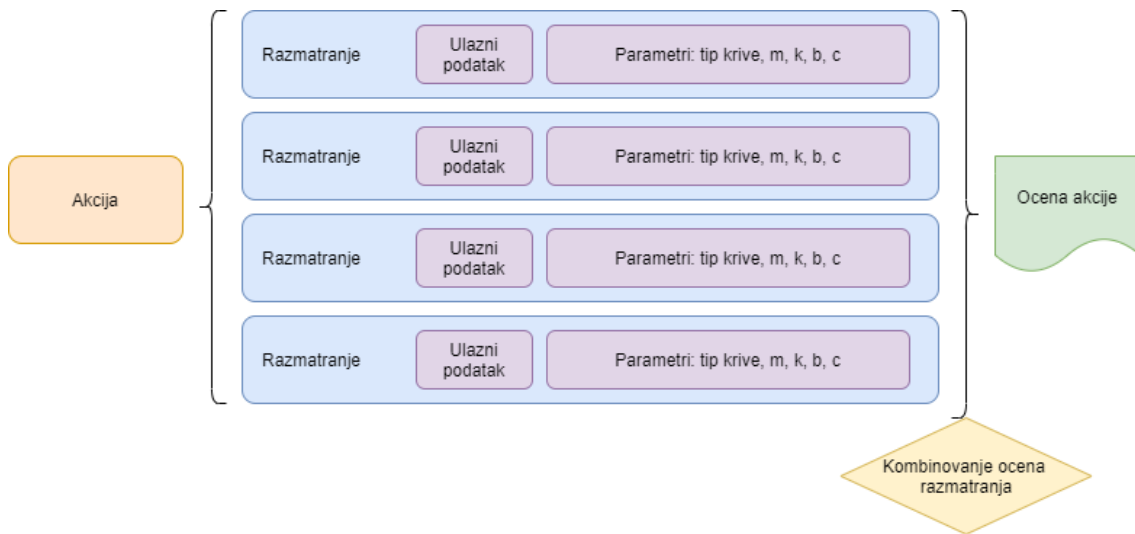 Razmatranje
Ulazni
podatak
Parametri: tip krive, m, k, b, c
Razmatranje
Ulazni
podatak
Parametri: tip krive, m, k, b, c
Akcija
Ocena akcije
Razmatranje
Ulazni
podatak
Parametri: tip krive, m, k, b, c
Razmatranje
Ulazni
podatak
Parametri: tip krive, m, k, b, c
Kombinovanje ocena
razmatranja